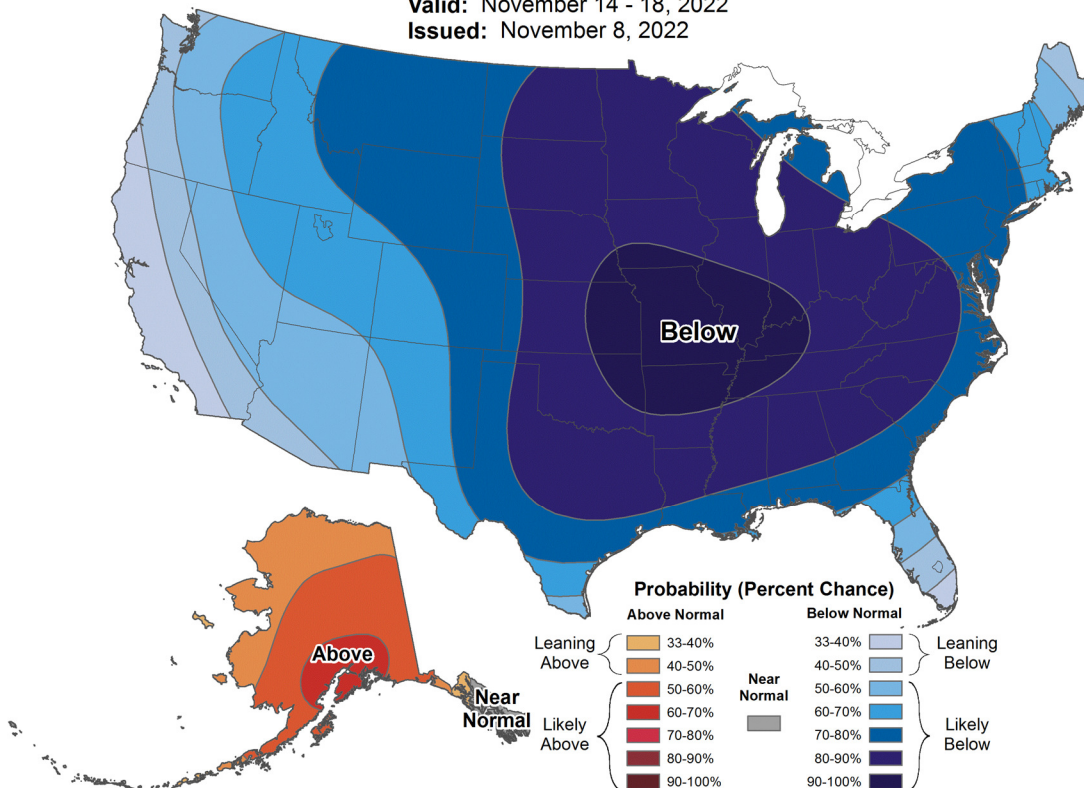 Valid: November 14 - 18, 2022
Issued: November 8, 2022
Below
Above
Near
Normal
Probability (Percent Chance)
Above Normal
Below Normal
Leaning
Above
Likely
Above
33-40%
40-50%
50-60%
60-70%
70-80%
80-90%
90-100%
Near
Normal
33-40%
40-50%
50-60%
60-70%
70-80%
80-90%
90-100%
Leaning
Below
Likely
Below